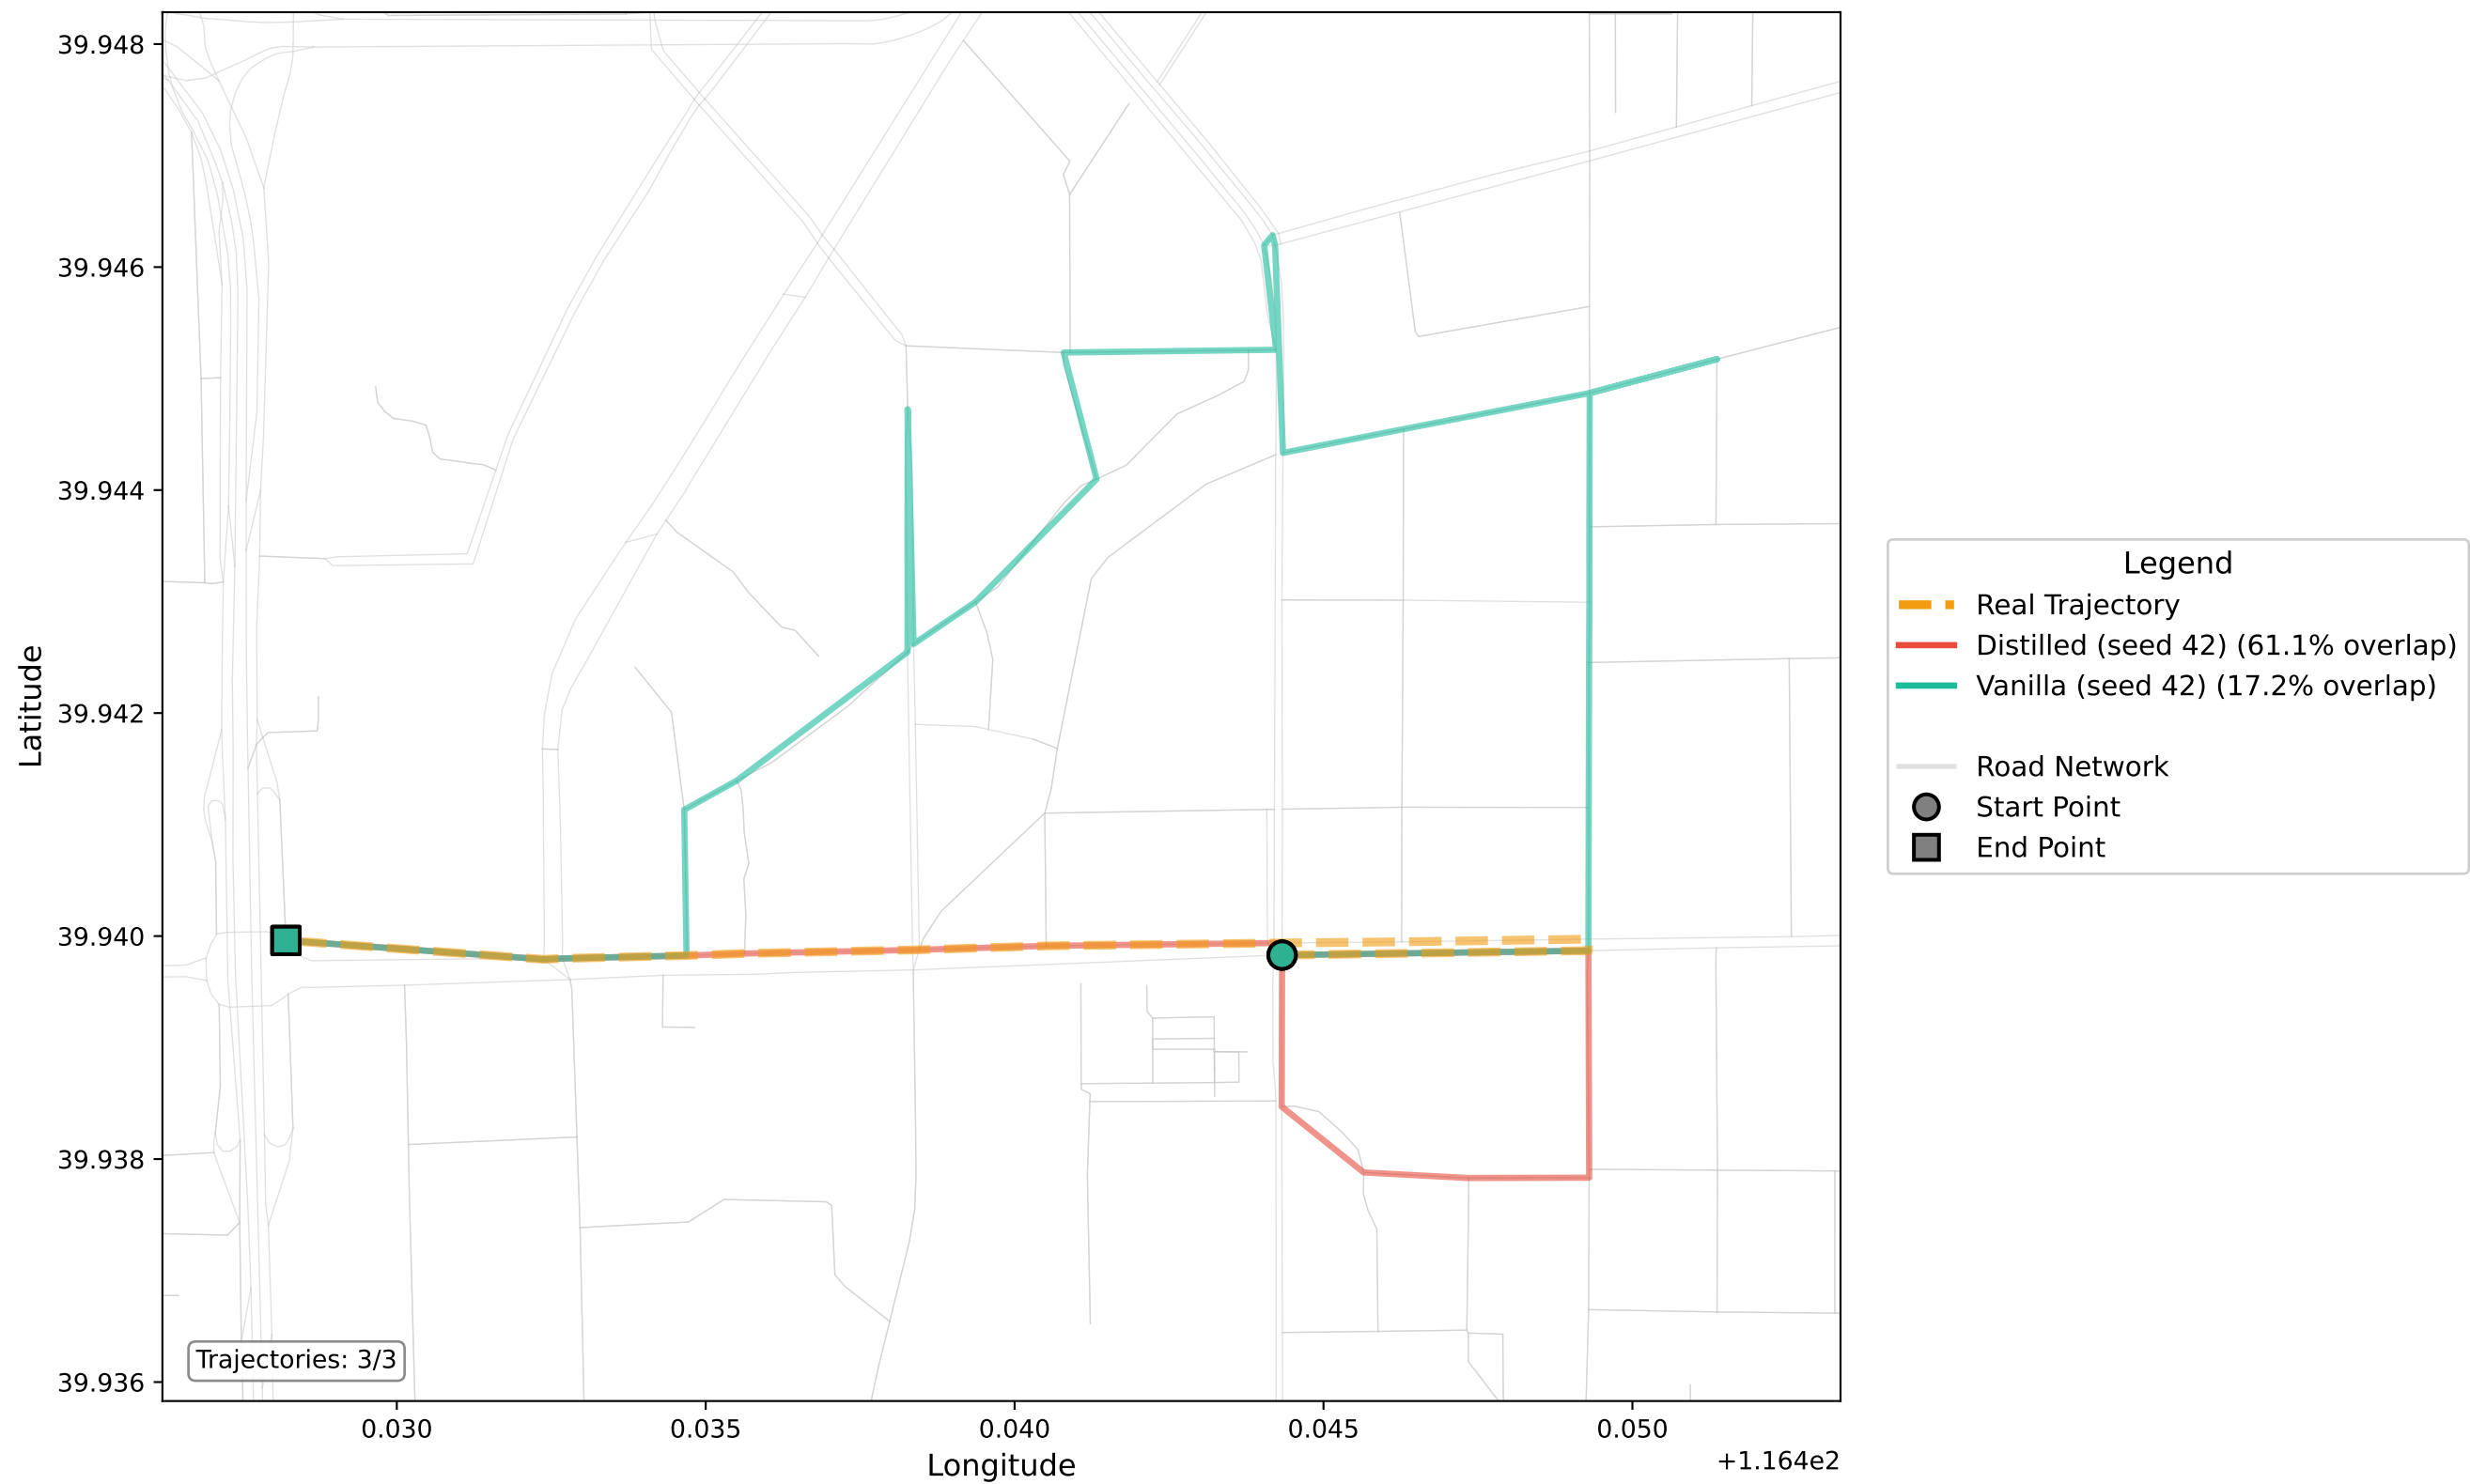 39.948
39.946
39.944
39.942
39.940
39.938
39.936
Latitude
Trajectories: 3/3
0.030 0.035 0.040 0.045 0.050
Longitude
+1.164e2
Legend
Real Trajectory
Distilled (seed 42) (61.1% overlap)
Vanilla (seed 42) (17.2% overlap)
Road Network
Start Point
End Point